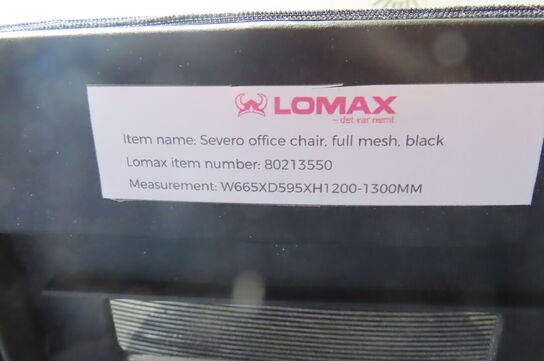 LOMAX
– det var nemt.
Item name: Severo office chair, full mesh, black
Lomax item number: 80213550
Measurement: W665XD595XH1200-1300MM